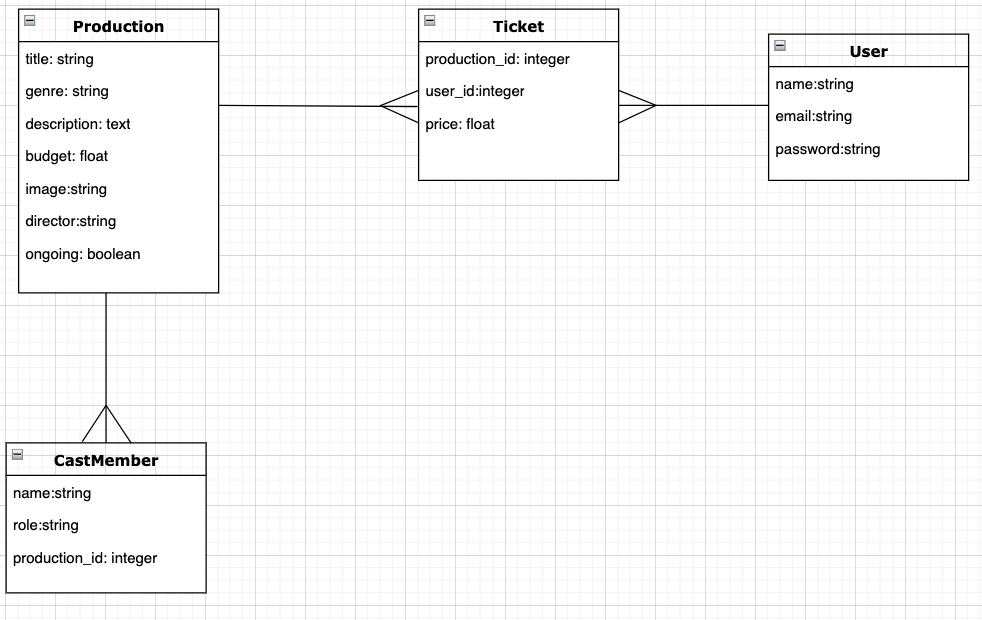 Production
title: string
genre: string
description: text
budget: float
image:string
director:string
ongoing: boolean
Ticket
production_id: integer
user_id:integer
price: float
User
name:string
email:string
password:string
CastMember
name:string
role:string
production_id: integer